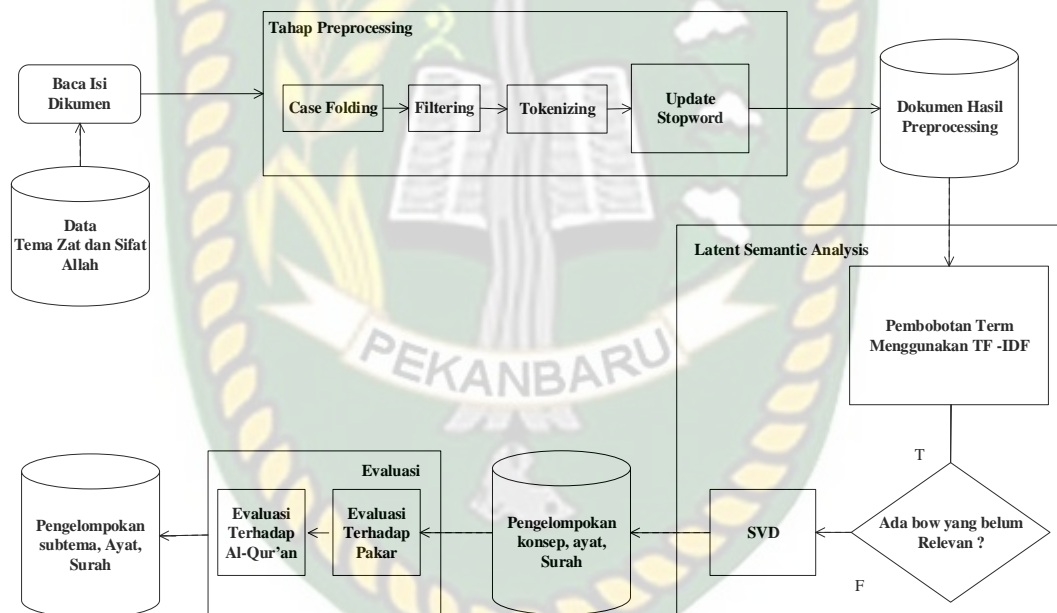 Tahap Preprocessing
Baca Isi
Dikumen
Case Folding
Filtering
Tokenizing
Update
Stopword
Dokumen Hasil
Preprocessing
Data
Tema Zat dan Sifat
Allah
Latent Semantic Analysis
Pembobotan Term
Menggunakan TF -IDF
PEKANBARU
T
Ada bow yang belum
Relevan ?
F
SVD
Pengelompokan
konsep, ayat,
Surah
Evaluasi
Evaluasi
Terhadap
Pakar
Evaluasi
Terhadap
Al-Qur’an
Pengelompokan
subtema, Ayat,
Surah